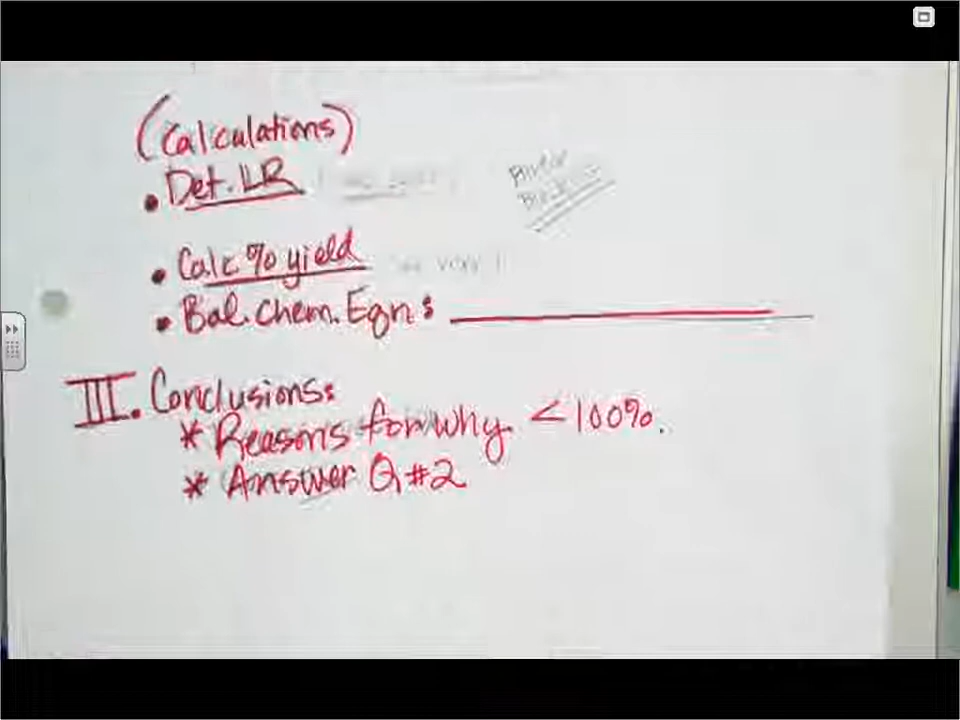 (Calculations)
• Det. LR
• Calc % yield
• Bal. Chem. Eqn:
III. Conclusions:
* Reasons for why < 100%.
* Answer Q #2